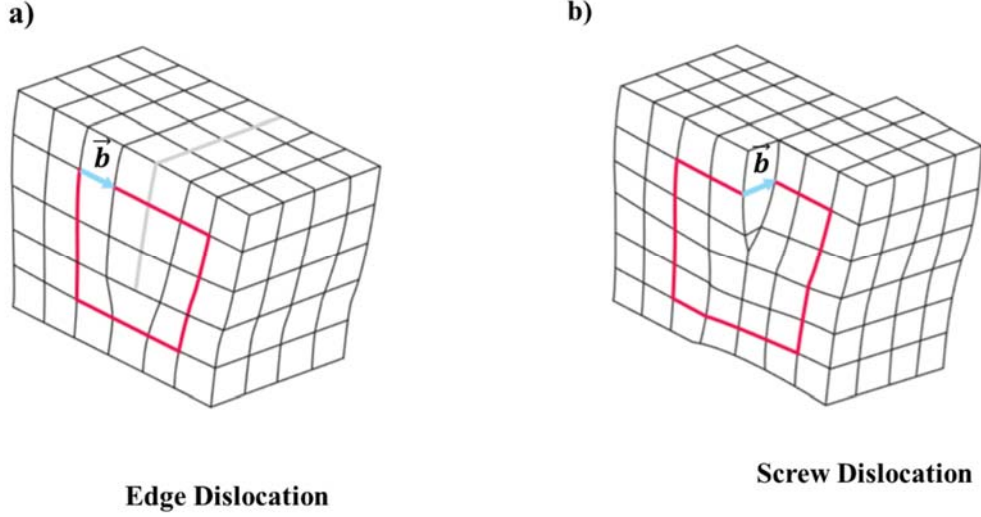 a)
b)
b⃗
b⃗
Edge Dislocation
Screw Dislocation